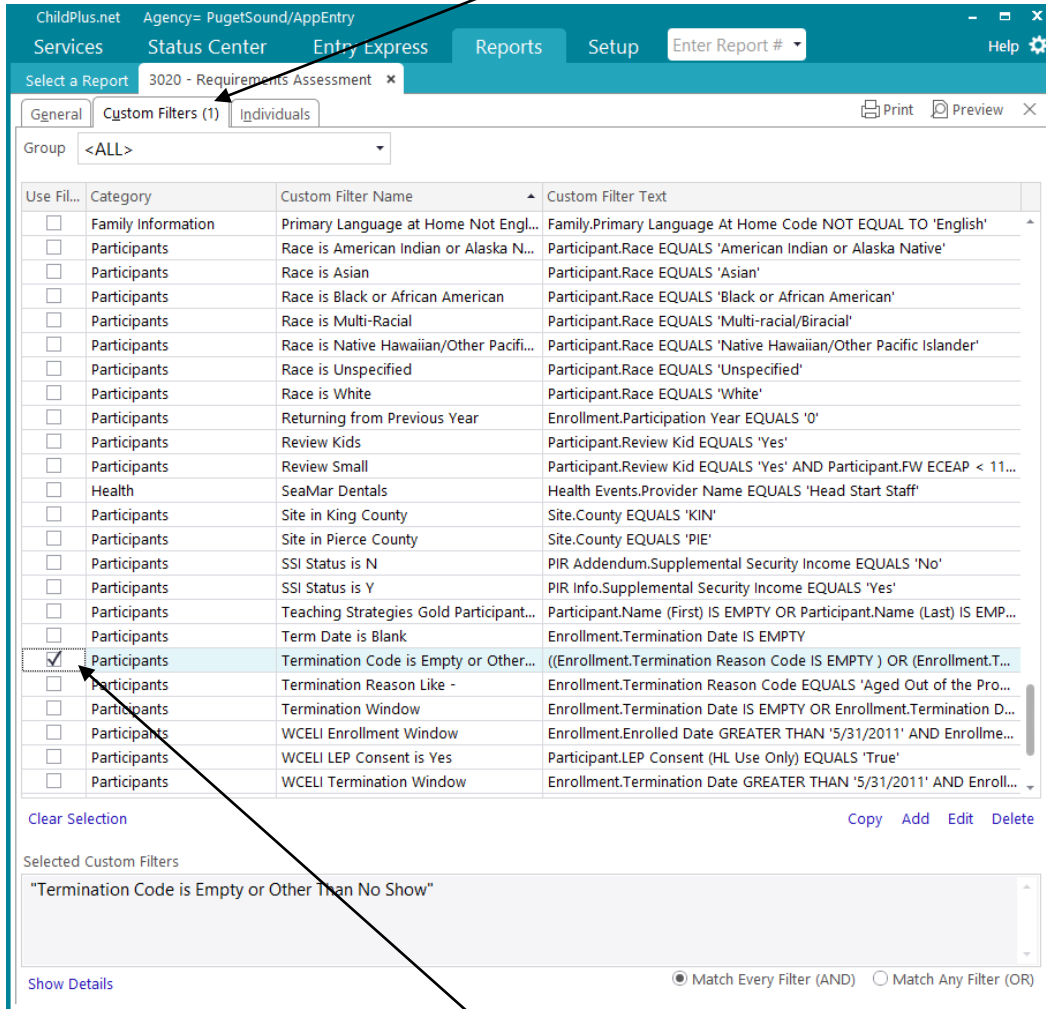 ChildPlus.net Agency= PugetSound/AppEntry
Services Status Center Entry Express Reports Setup Enter Report # Help
Select a Report 3020 - Requirements Assessment ×
General Custom Filters (1) Individuals Print Preview
Group <ALL>
Use Fil... Category Custom Filter Name Custom Filter Text
Family Information Primary Language at Home Not Engl... Family.Primary Language At Home Code NOT EQUAL TO 'English'
Participants Race is American Indian or Alaska N... Participant.Race EQUALS 'American Indian or Alaska Native'
Participants Race is Asian Participant.Race EQUALS 'Asian'
Participants Race is Black or African American Participant.Race EQUALS 'Black or African American'
Participants Race is Multi-Racial Participant.Race EQUALS 'Multi-racial/Biracial'
Participants Race is Native Hawaiian/Other Pacifi... Participant.Race EQUALS 'Native Hawaiian/Other Pacific Islander'
Participants Race is Unspecified Participant.Race EQUALS 'Unspecified'
Participants Race is White Participant.Race EQUALS 'White'
Participants Returning from Previous Year Enrollment.Participation Year EQUALS '0'
Participants Review Kids Participant.Review Kid EQUALS 'Yes'
Participants Review Small Participant.Review Kid EQUALS 'Yes' AND Participant.FW ECEAP < 11...
Health SeaMar Dentals Health Events.Provider Name EQUALS 'Head Start Staff'
Participants Site in King County Site.County EQUALS 'KIN'
Participants Site in Pierce County Site.County EQUALS 'PIE'
Participants SSI Status is N PIR Addendum.Supplemental Security Income EQUALS 'No'
Participants SSI Status is Y PIR Info.Supplemental Security Income EQUALS 'Yes'
Participants Teaching Strategies Gold Participant... Participant.Name (First) IS EMPTY OR Participant.Name (Last) IS EMP...
Participants Term Date is Blank Enrollment.Termination Date IS EMPTY
Participants Termination Code is Empty or Other... ((Enrollment.Termination Reason Code IS EMPTY ) OR (Enrollment.T...
Participants Termination Reason Like - Enrollment.Termination Reason Code EQUALS 'Aged Out of the Pro...
Participants Termination Window Enrollment.Termination Date IS EMPTY OR Enrollment.Termination D...
Participants WCELI Enrollment Window Enrollment.Enrolled Date GREATER THAN '5/31/2011' AND Enrollme...
Participants WCELI LEP Consent is Yes Participant.LEP Consent (HL Use Only) EQUALS 'True'
Participants WCELI Termination Window Enrollment.Termination Date GREATER THAN '5/31/2011' AND Enroll...
Clear Selection Copy Add Edit Delete
Selected Custom Filters
"Termination Code is Empty or Other Than No Show"
Show Details Match Every Filter (AND) Match Any Filter (OR)